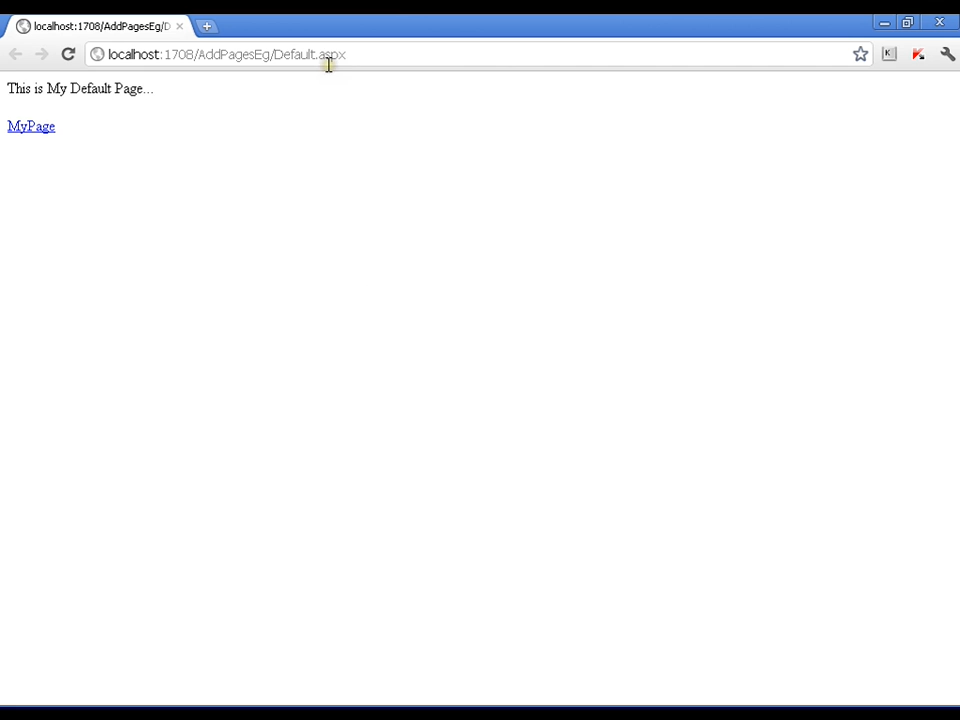 localhost:1708/AddPagesEg/D
localhost:1708/AddPagesEg/Default.aspx
This is My Default Page...
MyPage